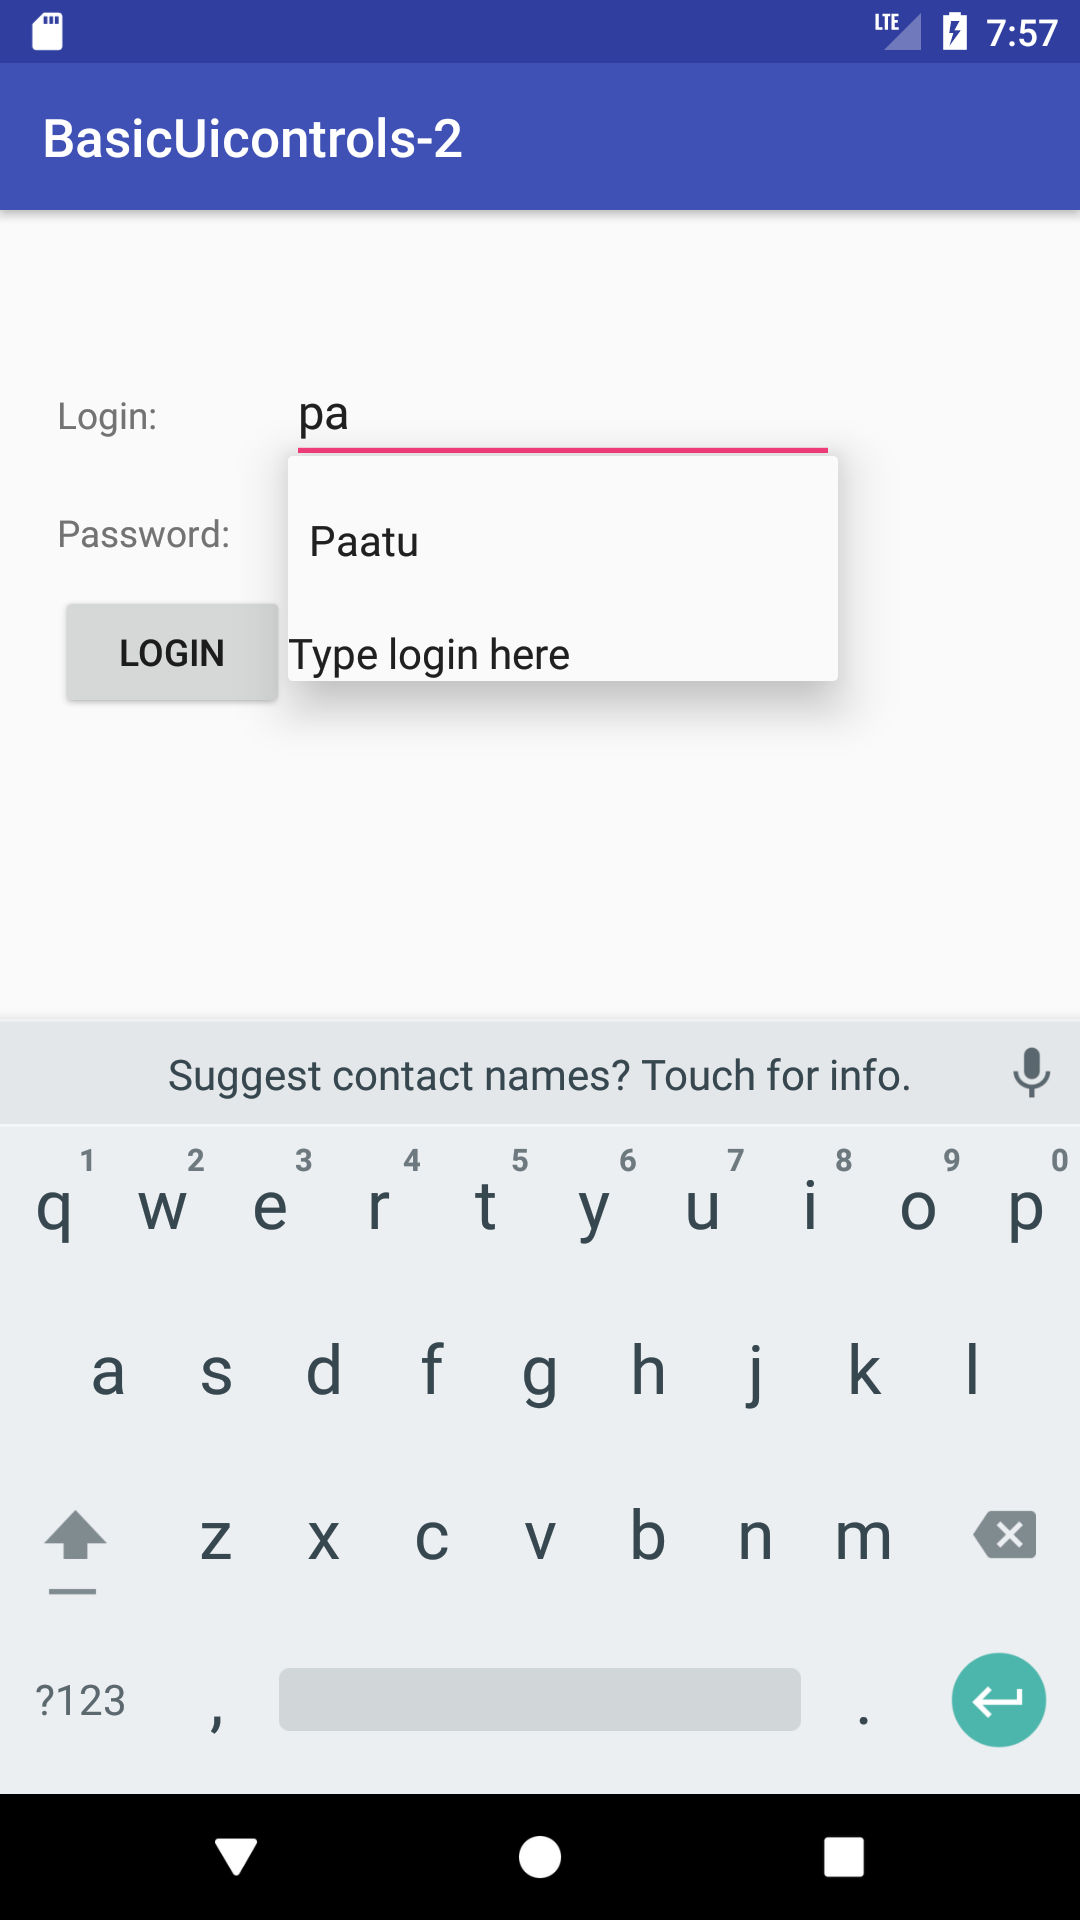 LTE 7:57
BasicUicontrols-2
Login: pa
Paatu
Password:
LOGIN Type login here
Suggest contact names? Touch for info.
1 2 3 4 5 6 7 8 9 0
q w e r t y u i o p
a s d f g h j k l
z x c v b n m
?123 , .